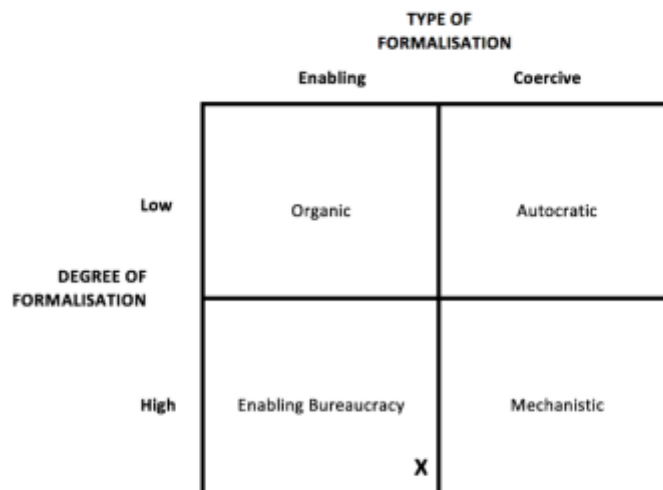 TYPE OF
FORMALISATION
Enabling Coercive
Low Organic Autocratic
DEGREE OF
FORMALISATION
High Enabling Bureaucracy Mechanistic
X